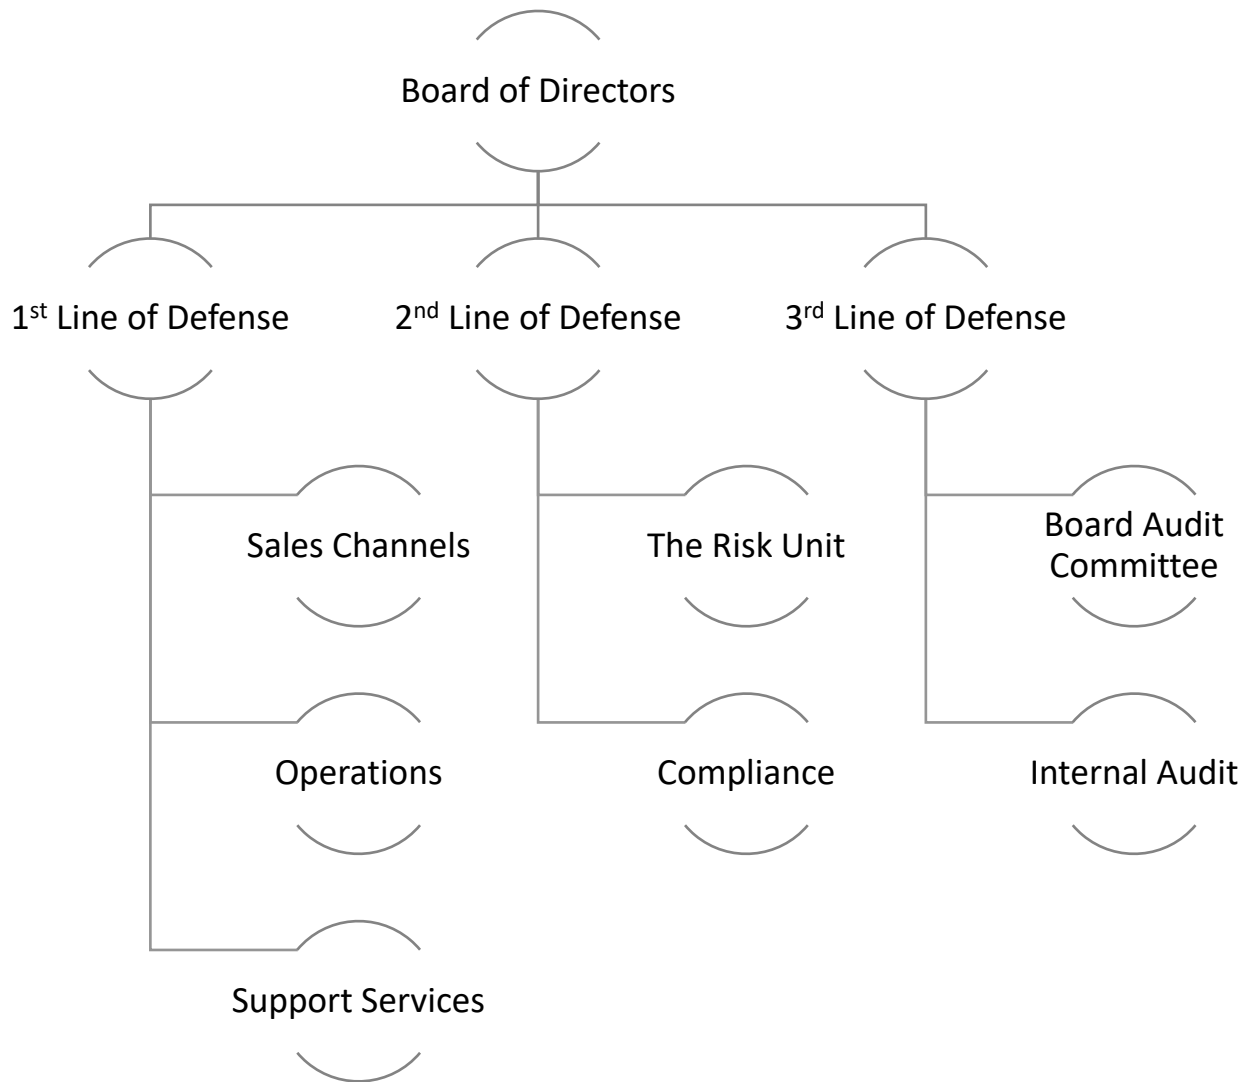 Board of Directors
1st Line of Defense
2nd Line of Defense
3rd Line of Defense
Sales Channels
The Risk Unit
Board Audit
Committee
Operations
Compliance
Internal Audit
Support Services